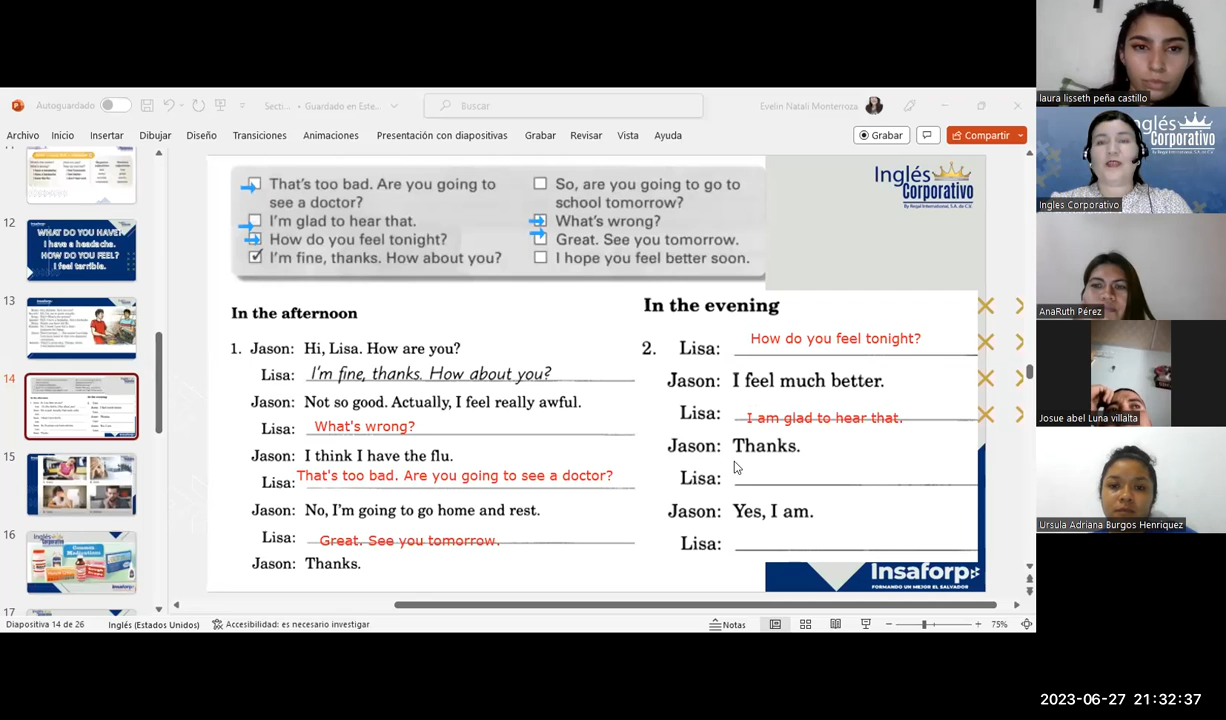 Autoguardado
Secti... • Guardado en Este...
Buscar
Evelin Natali Monterroza
Archivo Inicio Insertar Dibujar Diseño Transiciones Animaciones Presentación con diapositivas Grabar Revisar Vista Ayuda
Grabar
Compartir
12
WHAT DO YOU HAVE?
I have a headache.
HOW DO YOU FEEL?
I feel terrible.
13
14
15
16
17
That's too bad. Are you going to
see a doctor?
I'm glad to hear that.
How do you feel tonight?
I'm fine, thanks. How about you?
So, are you going to go to
school tomorrow?
What's wrong?
Great. See you tomorrow.
I hope you feel better soon.
Inglés
Corporativo
By Regal International, S.A. de C.V.
In the afternoon
1. Jason: Hi, Lisa. How are you?
Lisa: I'm fine, thanks. How about you?
Jason: Not so good. Actually, I feel really awful.
Lisa: What's wrong?
Jason: I think I have the flu.
Lisa: That's too bad. Are you going to see a doctor?
Jason: No, I'm going to go home and rest.
Lisa: Great. See you tomorrow.
Jason: Thanks.
In the evening
2. Lisa: How do you feel tonight?
Jason: I feel much better.
Lisa: I am glad to hear that.
Jason: Thanks.
Lisa:
Jason: Yes, I am.
Lisa:
Insaforp
FORMANDO UN MEJOR EL SALVADOR
Diapositiva 14 de 26
Inglés (Estados Unidos)
Accesibilidad: es necesario investigar
Notas
75%
laura lisseth peña castillo
Inglés
Corporativo
Ingles Corporativo
AnaRuth Pérez
Josue abel Luna villalta
Ursula Adriana Burgos Henriquez
2023-06-27 21:32:37